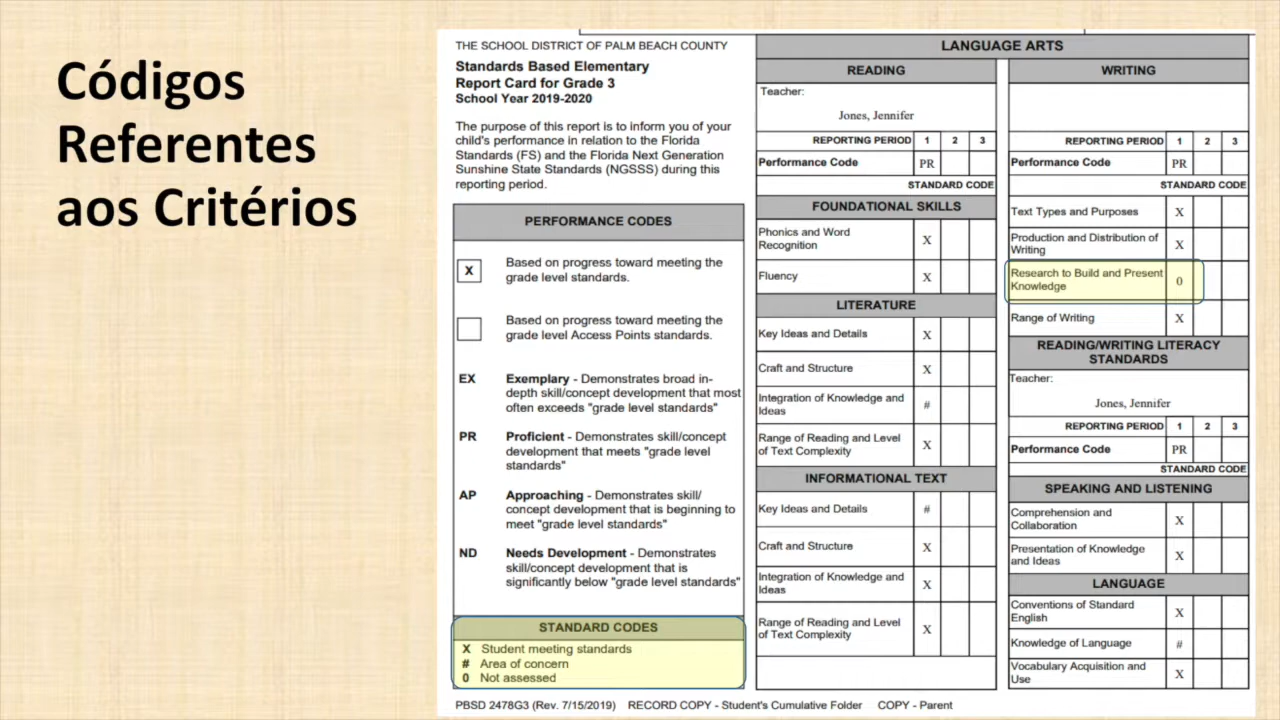 Códigos
Referentes
aos Critérios
THE SCHOOL DISTRICT OF PALM BEACH COUNTY
Standards Based Elementary
Report Card for Grade 3
School Year 2019-2020
The purpose of this report is to inform you of your
child's performance in relation to the Florida
Standards (FS) and the Florida Next Generation
Sunshine State Standards (NGSSS) during this
reporting period.
PERFORMANCE CODES
X Based on progress toward meeting the
grade level standards.
Based on progress toward meeting the
grade level Access Points standards.
EX Exemplary - Demonstrates broad in-
depth skill/concept development that most
often exceeds "grade level standards"
PR Proficient - Demonstrates skill/concept
development that meets "grade level
standards"
AP Approaching - Demonstrates skill/
concept development that is beginning to
meet "grade level standards"
ND Needs Development - Demonstrates
skill/concept development that is
significantly below "grade level standards"
STANDARD CODES
X Student meeting standards
# Area of concern
0 Not assessed
LANGUAGE ARTS
READING
Teacher:
Jones, Jennifer
REPORTING PERIOD 1 2 3
Performance Code PR
STANDARD CODE
FOUNDATIONAL SKILLS
Phonics and Word
Recognition X
Fluency X
LITERATURE
Key Ideas and Details X
Craft and Structure X
Integration of Knowledge and
Ideas #
Range of Reading and Level
of Text Complexity X
INFORMATIONAL TEXT
Key Ideas and Details #
Craft and Structure X
Integration of Knowledge and
Ideas X
Range of Reading and Level
of Text Complexity X
WRITING
REPORTING PERIOD 1 2 3
Performance Code PR
STANDARD CODE
Text Types and Purposes X
Production and Distribution of
Writing X
Research to Build and Present
Knowledge 0
Range of Writing X
READING/WRITING LITERACY
STANDARDS
Teacher:
Jones, Jennifer
REPORTING PERIOD 1 2 3
Performance Code PR
STANDARD CODE
SPEAKING AND LISTENING
Comprehension and
Collaboration X
Presentation of Knowledge
and Ideas X
LANGUAGE
Conventions of Standard
English X
Knowledge of Language #
Vocabulary Acquisition and
Use X
PBSD 2478G3 (Rev. 7/15/2019) RECORD COPY - Student's Cumulative Folder COPY - Parent